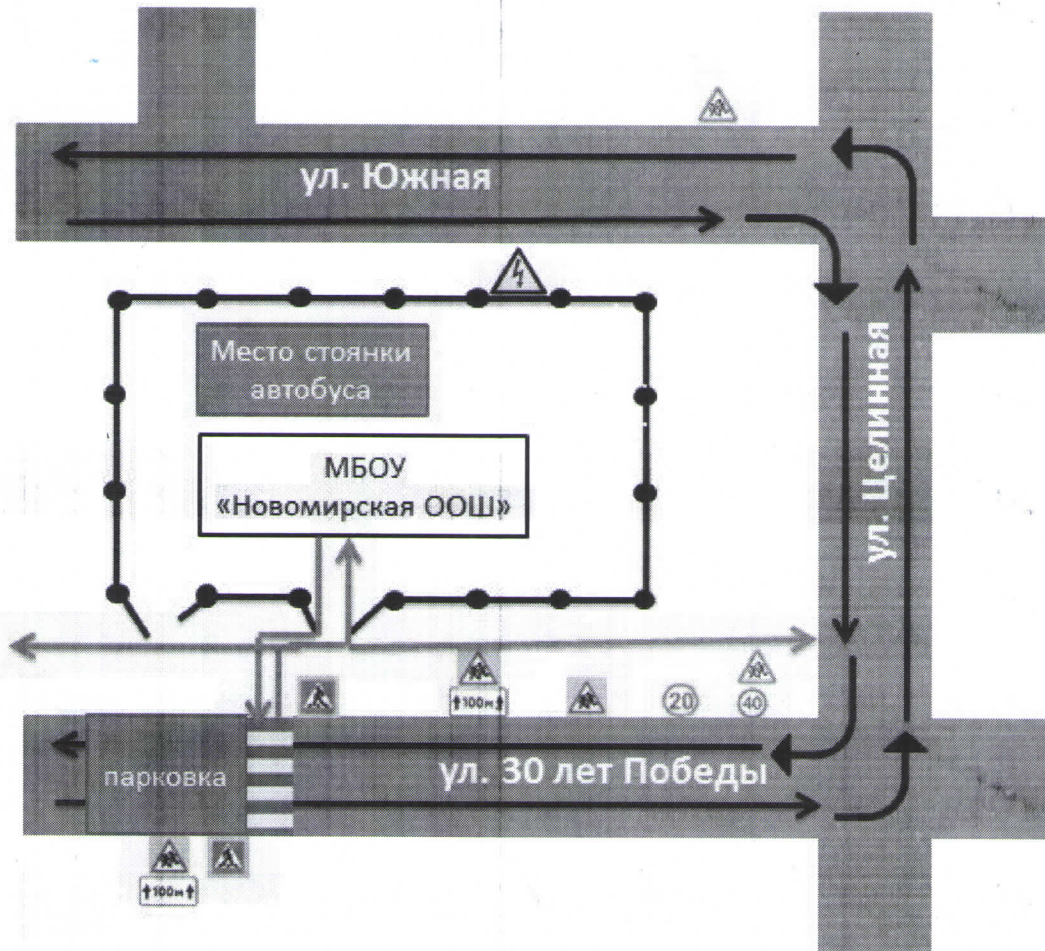 ул. Южная
Место стоянки
автобуса
МБОУ
«Новомирская ООШ»
ул. Целинная
100м
20
40
парковка
ул. 30 лет Победы
100м